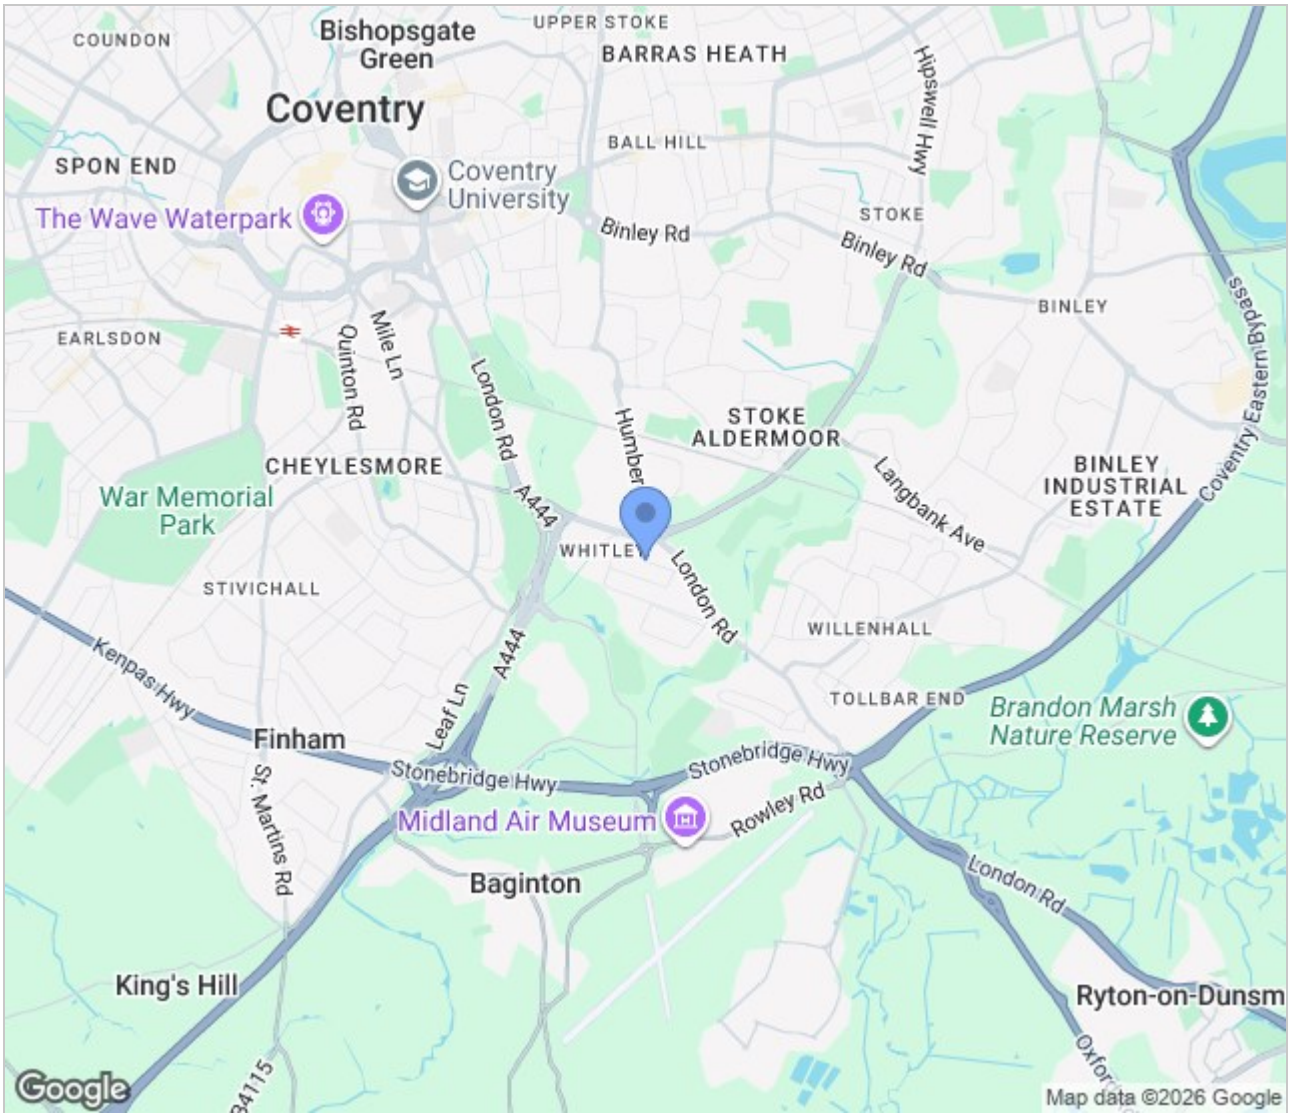 COUNDON
Bishopsgate
Green
UPPER STOKE
BARRAS HEATH
Hipswell Hwy
Coventry
BALL HILL
SPON END
Coventry
University
The Wave Waterpark
STOKE
Binley Rd
Binley Rd
Coventry Eastern Bypass
BINLEY
EARLSDON
Mile Ln
Quinton Rd
London Rd
Humber
STOKE
ALDERMOOR
CHEYLESMORE
War Memorial
Park
A444
Langbank Ave
BINLEY
INDUSTRIAL
ESTATE
WHITLEY
London Rd
STIVICHALL
WILLENHALL
Kenpas Hwy
A444
Leaf Ln
TOLLBAR END
Brandon Marsh
Nature Reserve
Finham
Stonebridge Hwy
Stonebridge Hwy
St. Martins Rd
Midland Air Museum
Rowley Rd
Baginton
London Rd
King's Hill
Ryton-on-Dunsm
Oxford
B4115
Google
Map data ©2026 Google